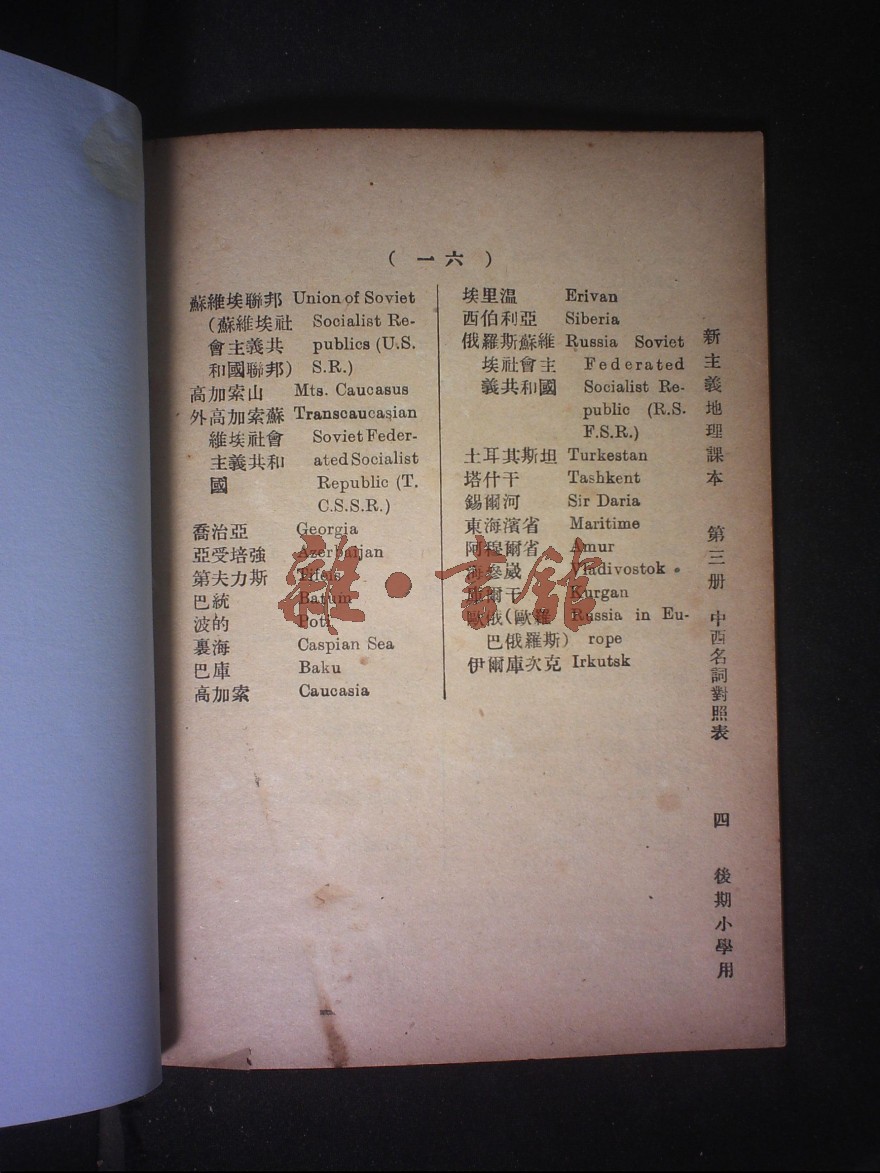 (一六)
蘇維埃聯邦 Union of Soviet
(蘇維埃社 Socialist Re-
會主義共 publics (U.S.
和國聯邦) S.R.)
高加索山 Mts. Caucasus
外高加索蘇 Transcaucasian
維埃社會 Soviet Feder-
主義共和 ated Socialist
國 Republic (T.
C.S.S.R.)
喬治亞 Georgia
亞受培強 Azerbaijan
第夫力斯 Tiflis
巴統 Batum
波的 Poti
裏海 Caspian Sea
巴庫 Baku
高加索 Caucasia
埃里溫 Erivan
西伯利亞 Siberia
俄羅斯蘇維 Russia Soviet
埃社會主 Federated
義共和國 Socialist Re-
public (R.S.
F.S.R.)
土耳其斯坦 Turkestan
塔什干 Tashkent
錫爾河 Sir Daria
東海濱省 Maritime
阿穆爾省 Amur
海參崴 Vladivostok
庫爾干 Kurgan
歐俄(歐羅 Russia in Eu-
巴俄羅斯) rope
伊爾庫次克 Irkutsk
新主義地理課本 第三册 中西名詞對照表 四 後期小學用
雜·書館